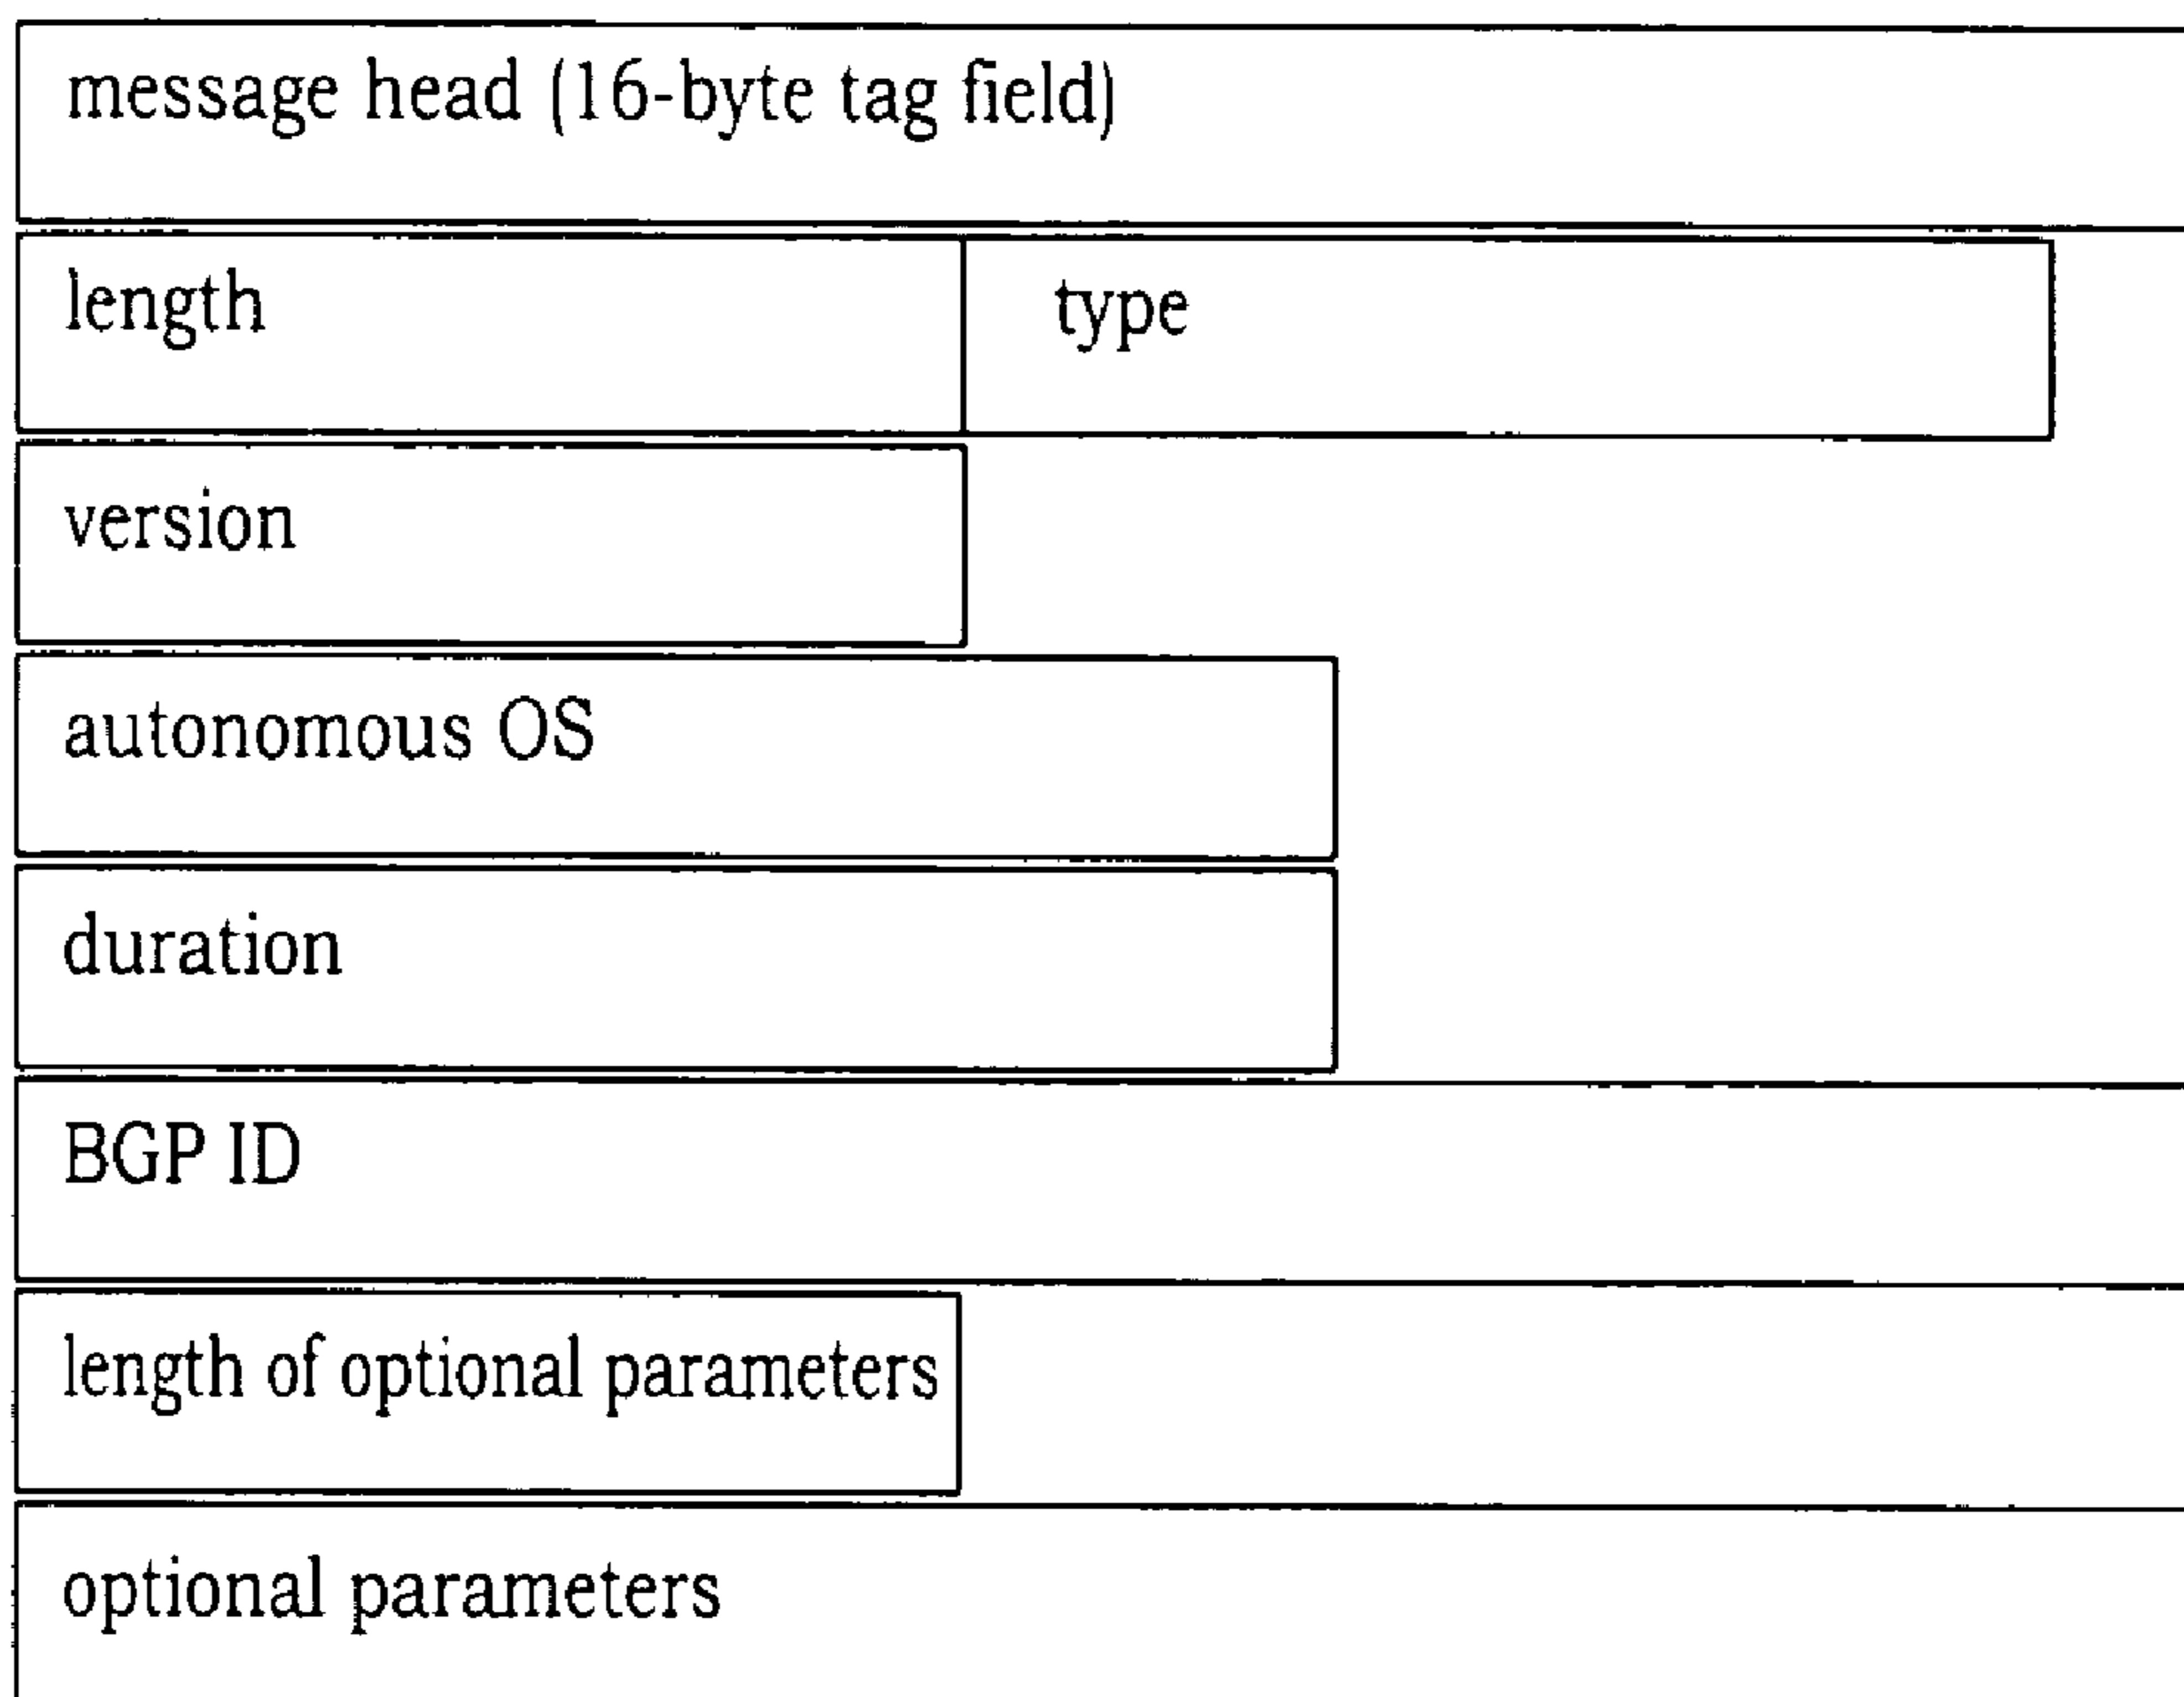 message head (16-byte tag field)
length type
version
autonomous OS
duration
BGP ID
length of optional parameters
optional parameters